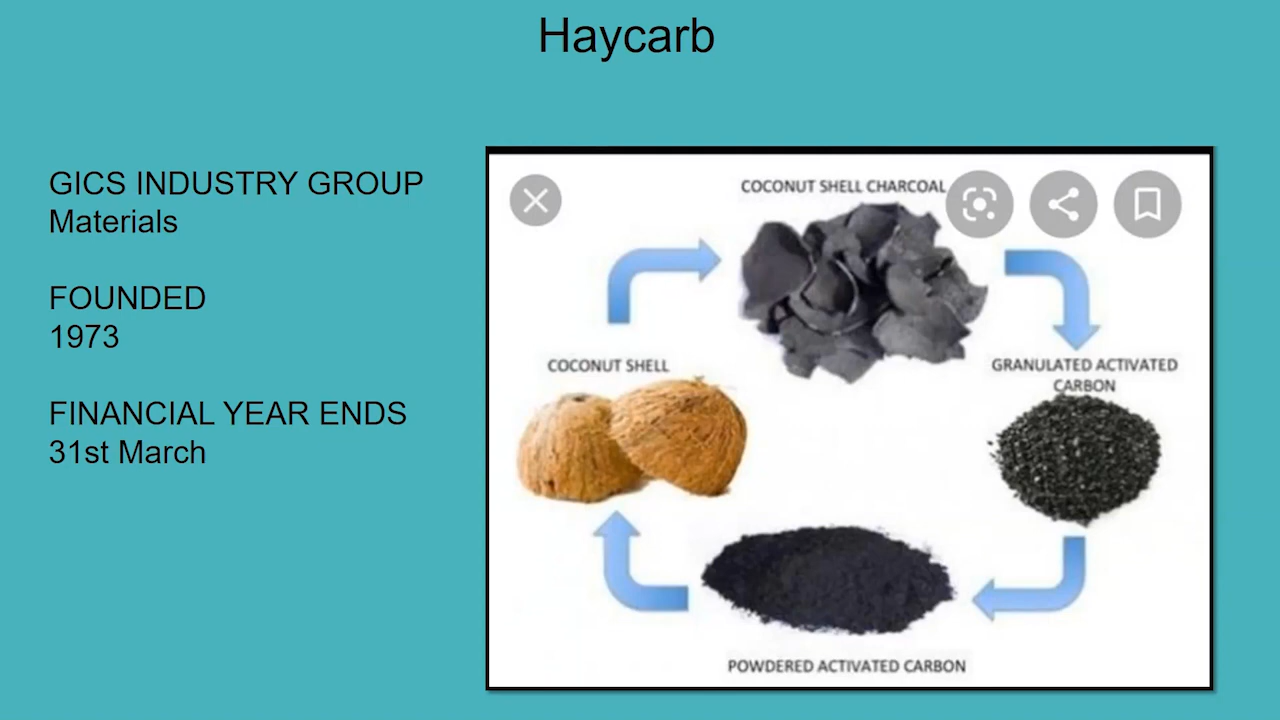 Haycarb
GICS INDUSTRY GROUP
Materials
FOUNDED
1973
FINANCIAL YEAR ENDS
31st March
COCONUT SHELL CHARCOAL
COCONUT SHELL
GRANULATED ACTIVATED
CARBON
POWDERED ACTIVATED CARBON